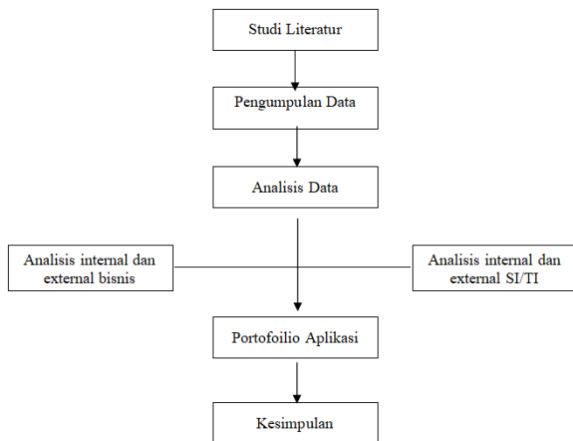 Studi Literatur
Pengumpulan Data
Analisis Data
Analisis internal dan
external bisnis
Analisis internal dan
external SI/TI
Portofoilio Aplikasi
Kesimpulan